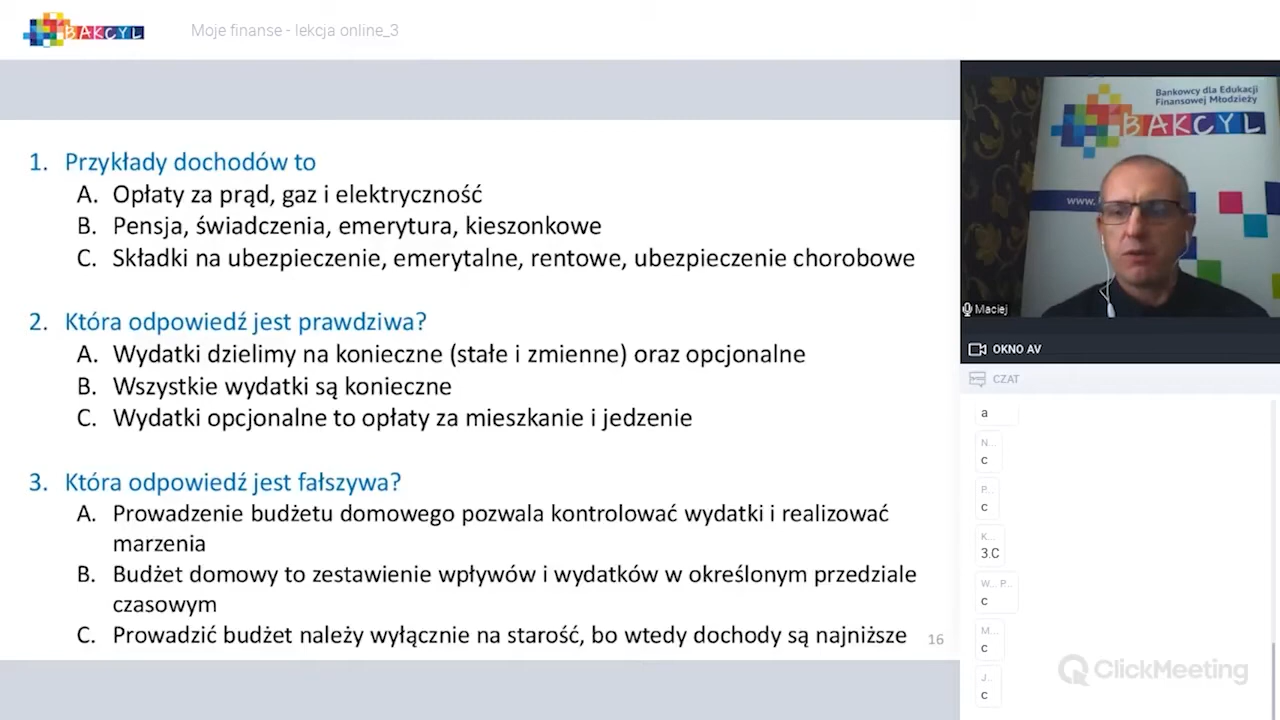 BAKCYL
Moje finanse - lekcja online_3
1. Przykłady dochodów to
A. Opłaty za prąd, gaz i elektryczność
B. Pensja, świadczenia, emerytura, kieszonkowe
C. Składki na ubezpieczenie, emerytalne, rentowe, ubezpieczenie chorobowe
2. Która odpowiedź jest prawdziwa?
A. Wydatki dzielimy na konieczne (stałe i zmienne) oraz opcjonalne
B. Wszystkie wydatki są konieczne
C. Wydatki opcjonalne to opłaty za mieszkanie i jedzenie
3. Która odpowiedź jest fałszywa?
A. Prowadzenie budżetu domowego pozwala kontrolować wydatki i realizować
marzenia
B. Budżet domowy to zestawienie wpływów i wydatków w określonym przedziale
czasowym
C. Prowadzić budżet należy wyłącznie na starość, bo wtedy dochody są najniższe
16
Bankowcy dla Edukacji
Finansowej Młodzieży
BAKCYL
www.
Maciej
OKNO AV
CZAT
a
N...
c
P...
c
K...
3.C
W... P...
c
M...
c
J...
c
ClickMeeting